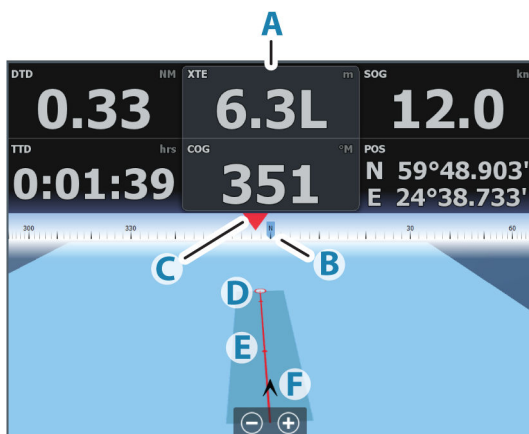 A
DTD NM XTE m SOG kn
0.33 6.3L 12.0
TTD hrs COG °M POS
0:01:39 351 N 59°48.903'
E 24°38.733'
300 330 N 30 60
C B
D
E
F